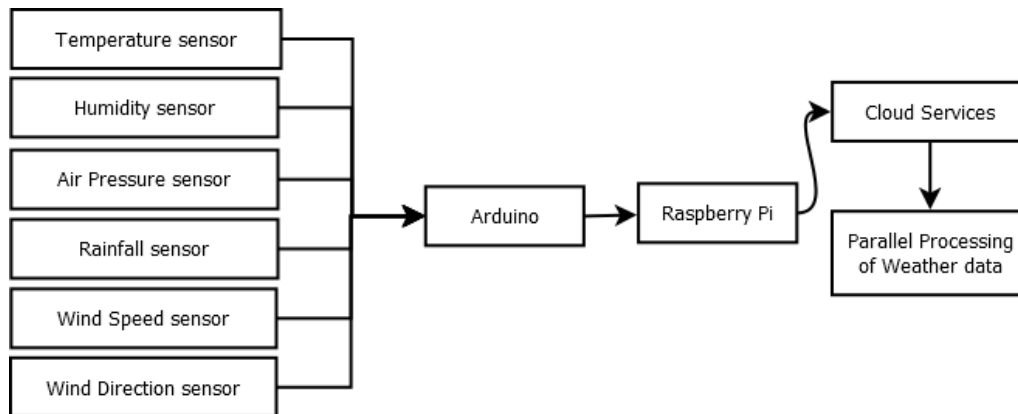 Temperature sensor
Humidity sensor
Air Pressure sensor
Rainfall sensor
Wind Speed sensor
Wind Direction sensor
Arduino
Raspberry Pi
Cloud Services
Parallel Processing
of Weather data